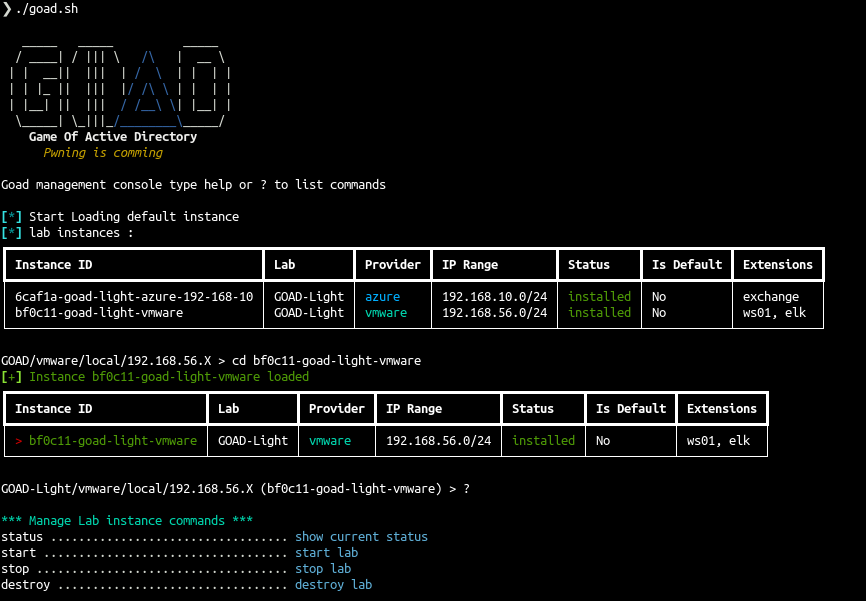 ❯ ./goad.sh
GOAD
Game Of Active Directory
Pwning is comming
Goad management console type help or ? to list commands
[*] Start Loading default instance
[*] lab instances :
Instance ID Lab Provider IP Range Status Is Default Extensions
6caf1a-goad-light-azure-192-168-10 GOAD-Light azure 192.168.10.0/24 installed No exchange
bf0c11-goad-light-vmware GOAD-Light vmware 192.168.56.0/24 installed No ws01, elk
GOAD/vmware/local/192.168.56.X > cd bf0c11-goad-light-vmware
[+] Instance bf0c11-goad-light-vmware loaded
Instance ID Lab Provider IP Range Status Is Default Extensions
> bf0c11-goad-light-vmware GOAD-Light vmware 192.168.56.0/24 installed No ws01, elk
GOAD-Light/vmware/local/192.168.56.X (bf0c11-goad-light-vmware) > ?
*** Manage Lab instance commands ***
status .................................. show current status
start ................................... start lab
stop .................................... stop lab
destroy ................................. destroy lab